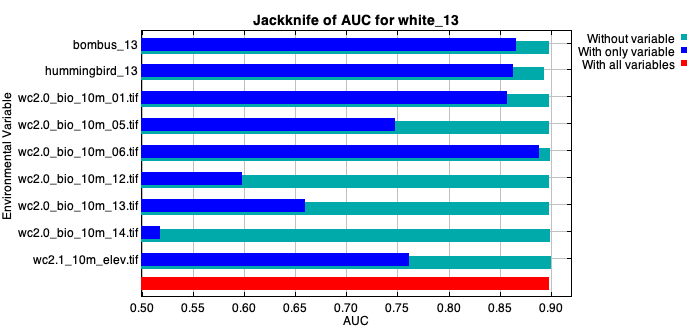 Jackknife of AUC for white_13
Without variable
With only variable
With all variables
Environmental Variable
bombus_13
hummingbird_13
wc2.0_bio_10m_01.tif
wc2.0_bio_10m_05.tif
wc2.0_bio_10m_06.tif
wc2.0_bio_10m_12.tif
wc2.0_bio_10m_13.tif
wc2.0_bio_10m_14.tif
wc2.1_10m_elev.tif
0.50 0.55 0.60 0.65 0.70 0.75 0.80 0.85 0.90
AUC